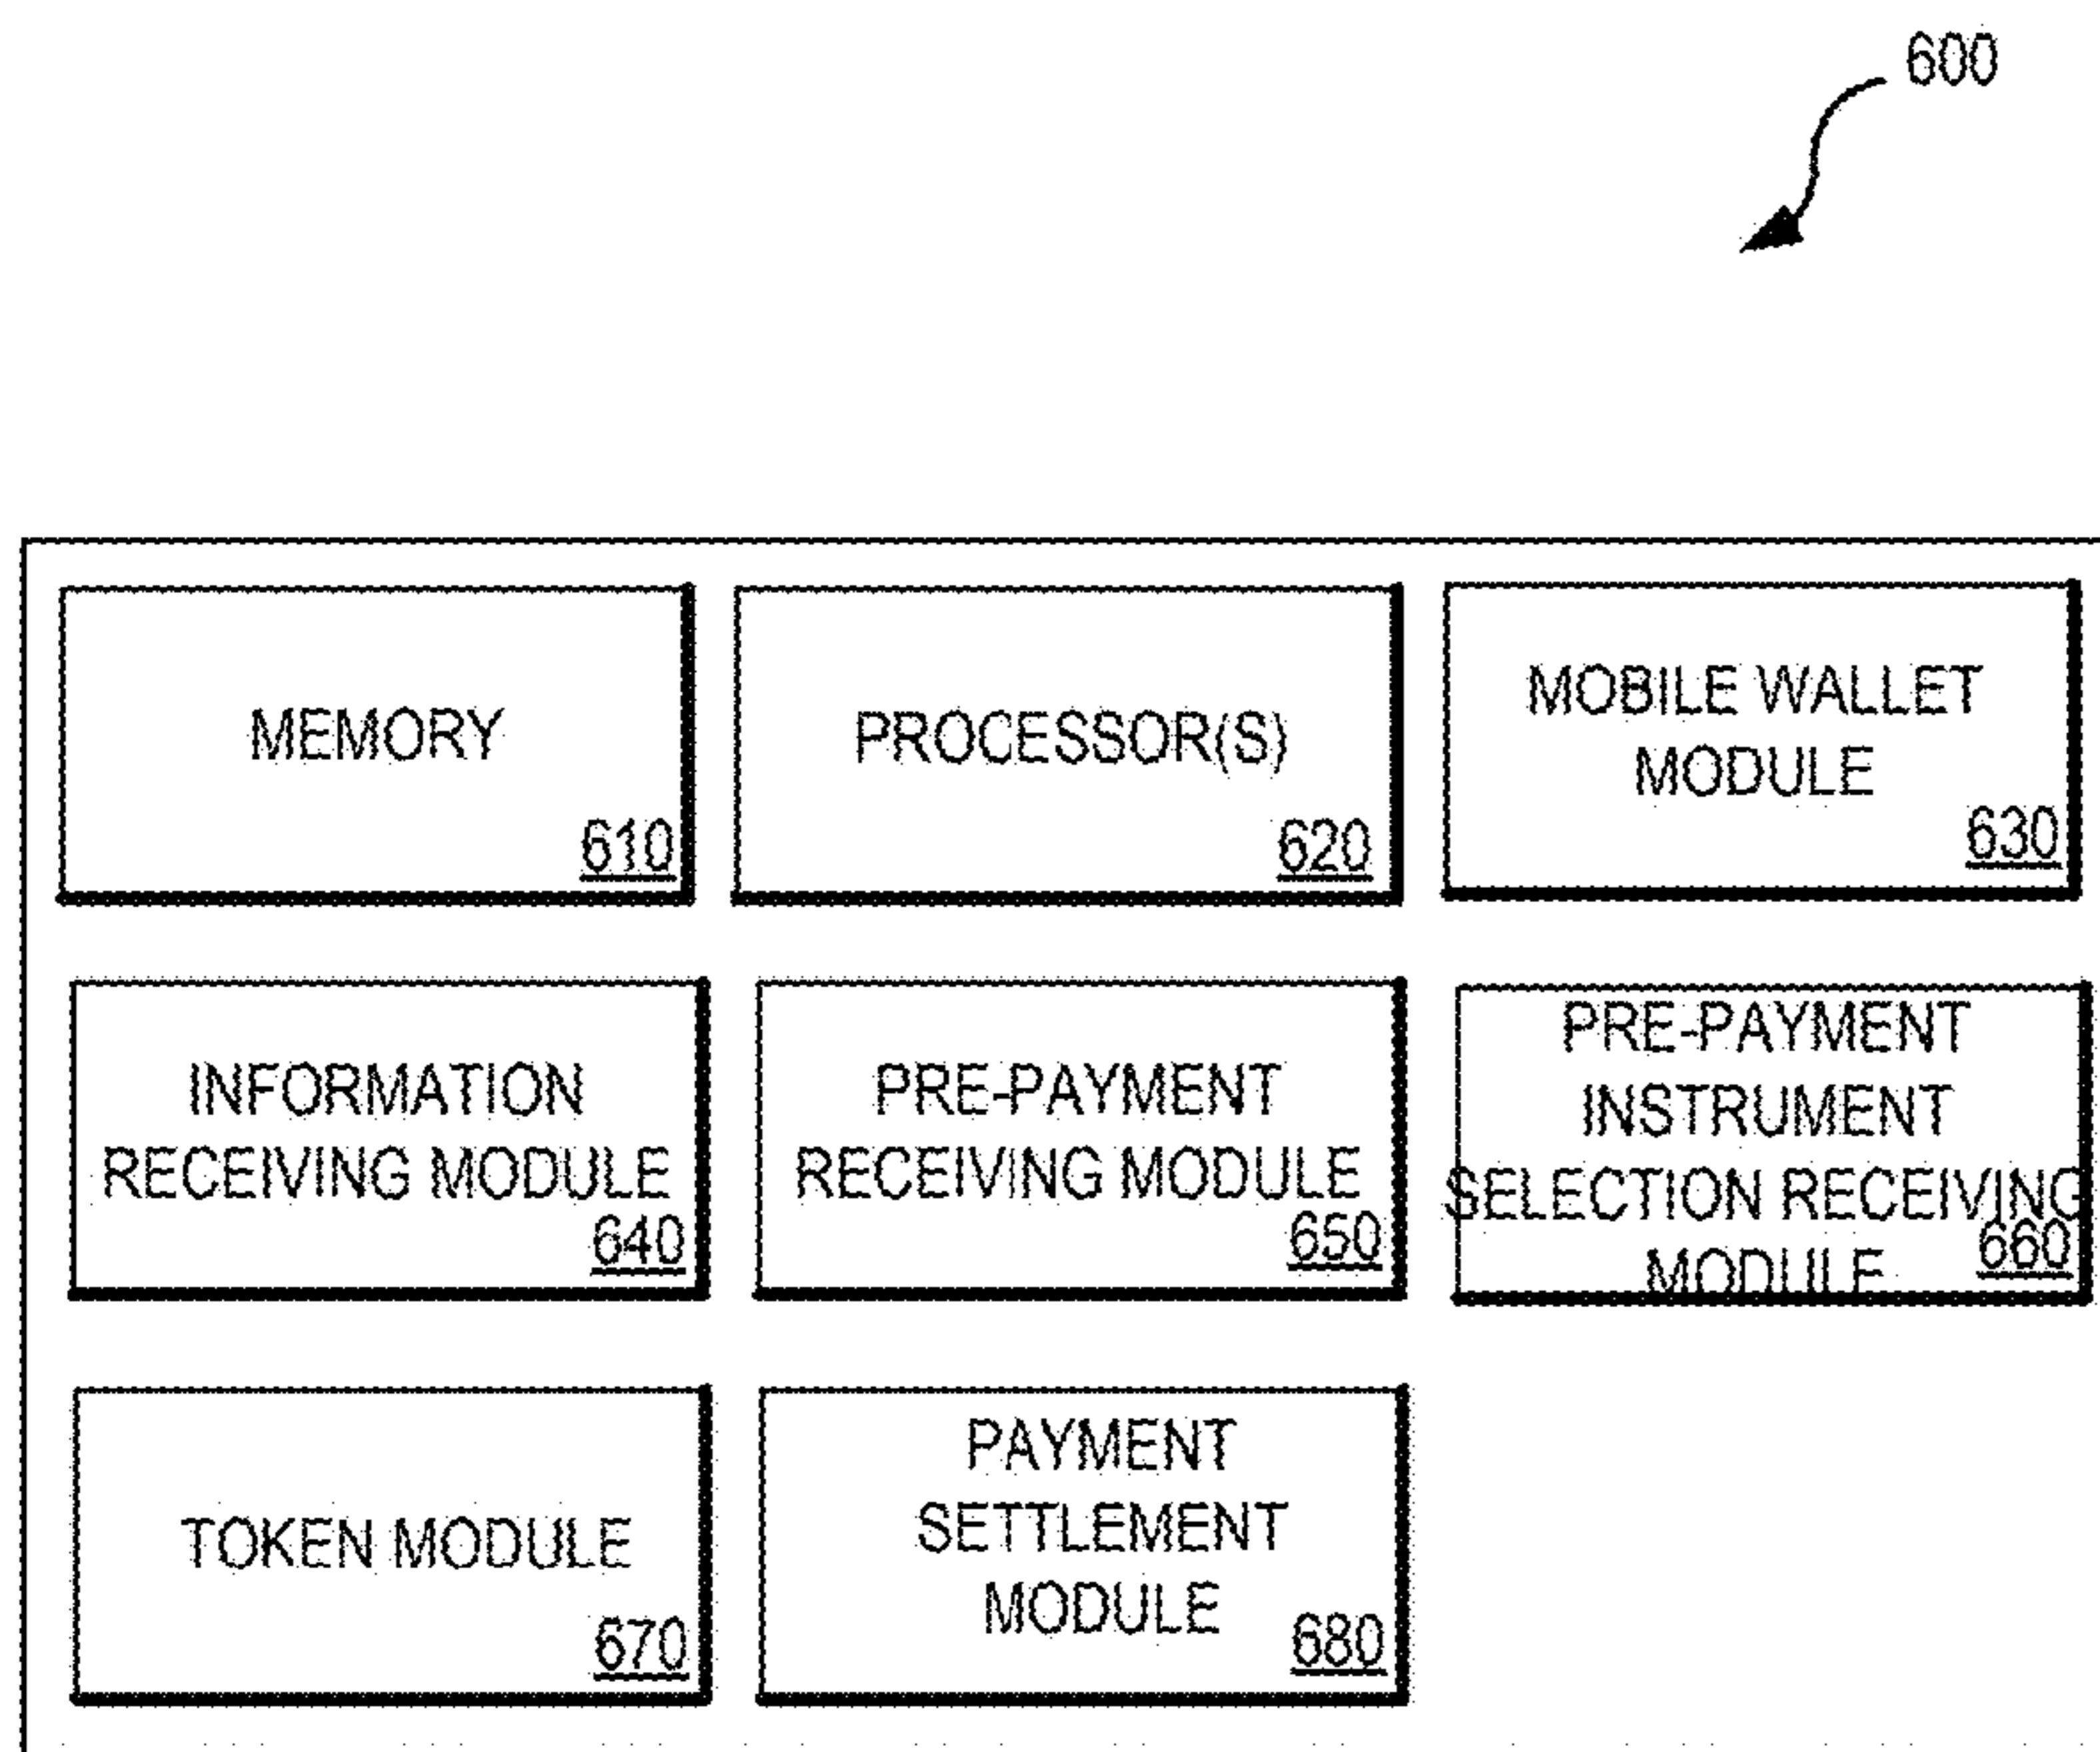 600
MEMORY
610
PROCESSOR(S)
620
MOBILE WALLET
MODULE
630
INFORMATION
RECEIVING MODULE
640
PRE-PAYMENT
RECEIVING MODULE
650
PRE-PAYMENT
INSTRUMENT
SELECTION RECEIVING
MODULE
660
TOKEN MODULE
670
PAYMENT
SETTLEMENT
MODULE
680